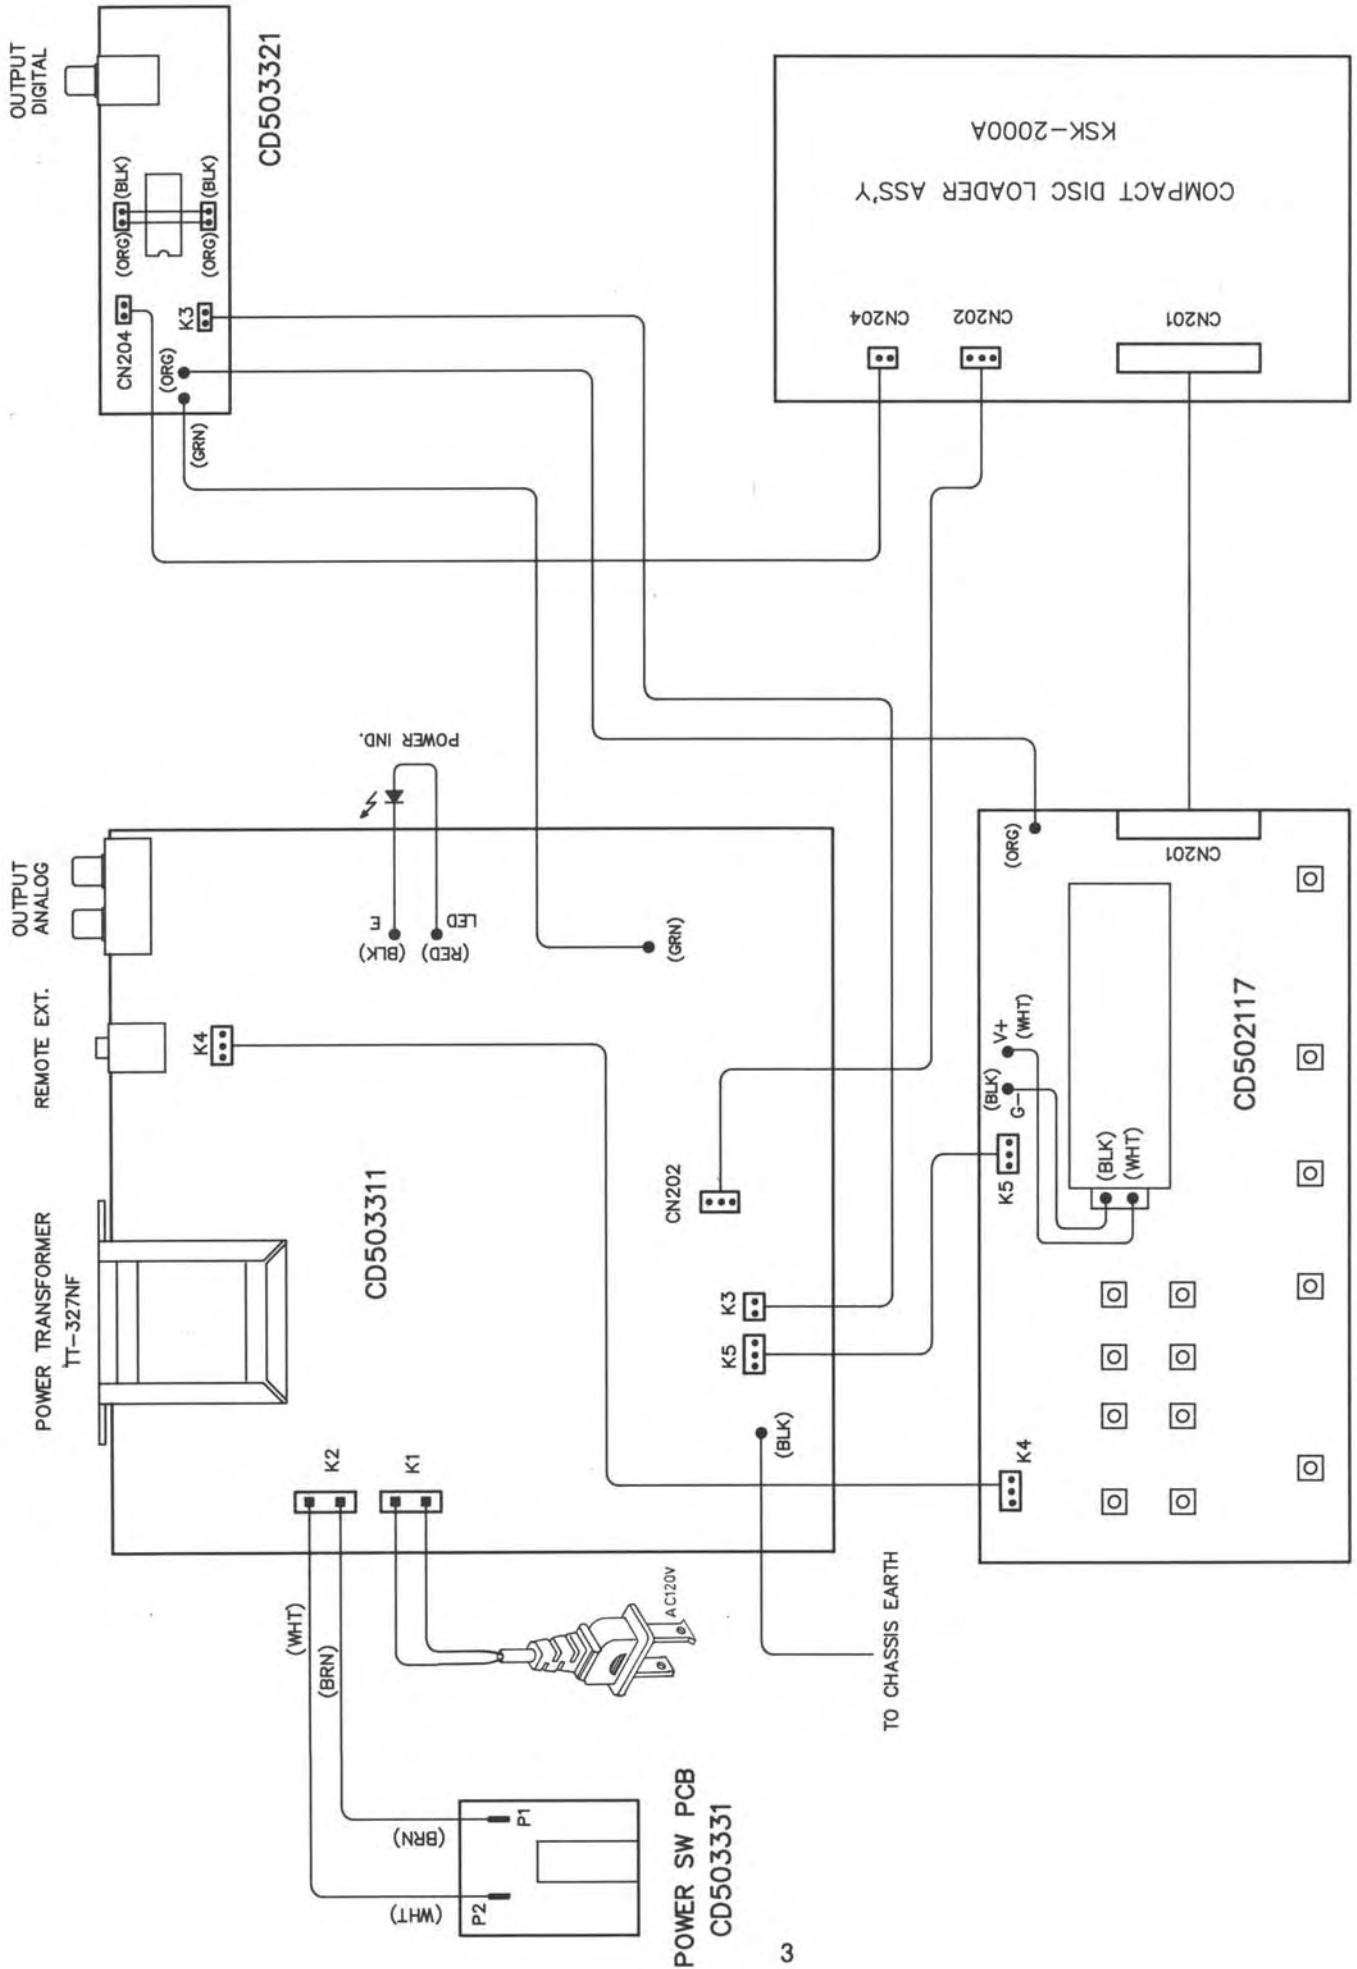 OUTPUT
DIGITAL
CD503321
(BLK)
(BLK)
(ORG)
(ORG)
CN204
K3
(ORG)
(GRN)
KSK-2000A
COMPACT DISC LOADER ASS'Y
CN204
CN202
CN201
OUTPUT
ANALOG
REMOTE EXT.
POWER TRANSFORMER
TT-327NF
POWER IND.
E
(BLK)
LED
(RED)
(GRN)
K4
CD503311
CN202
K3
K5
(BLK)
K2
K1
TO CHASSIS EARTH
AC120V
(WHT)
(BRN)
(BRN)
(WHT)
P1
P2
POWER SW PCB
CD503331
(ORG)
CN201
V+
(WHT)
(BLK)
G-
K5
(BLK)
(WHT)
CD502117
K4
3